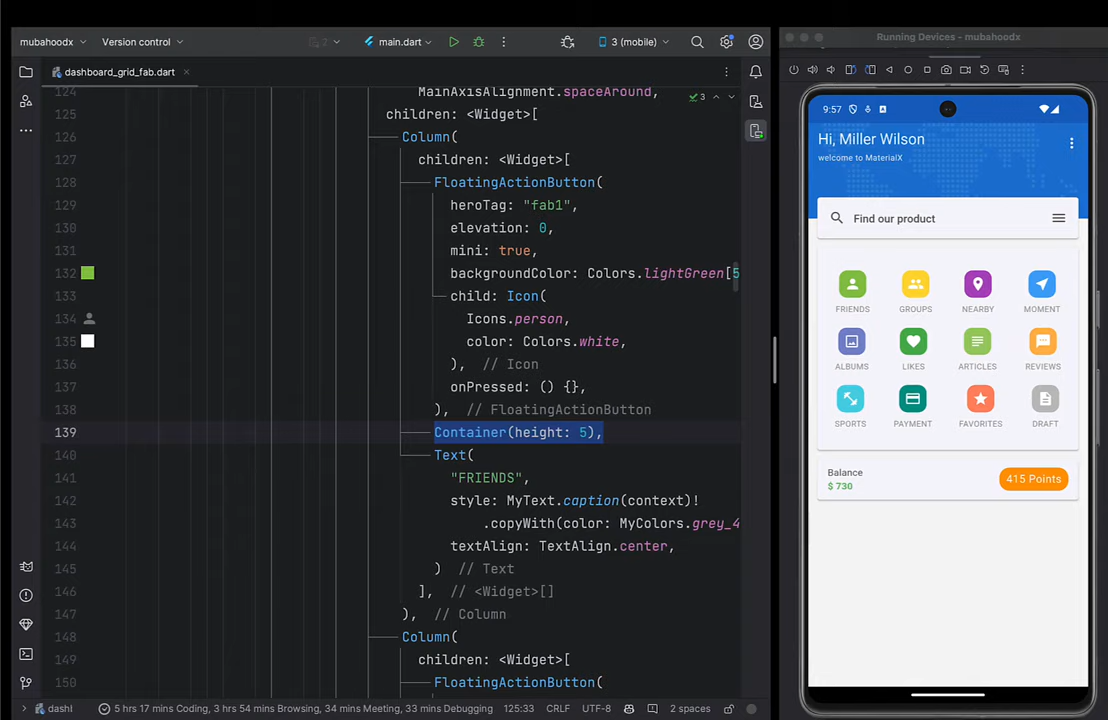 mubahoodx
Version control
main.dart
3 (mobile)
Running Devices - mubahoodx
dashboard_grid_fab.dart
3
124 MainAxisAlignment.spaceAround,
125 children: <Widget>[
126 Column(
127 children: <Widget>[
128 FloatingActionButton(
129 heroTag: "fab1",
130 elevation: 0,
131 mini: true,
132 backgroundColor: Colors.lightGreen[5
133 child: Icon(
134 Icons.person,
135 color: Colors.white,
136 ), // Icon
137 onPressed: () {},
138 ), // FloatingActionButton
139 Container(height: 5),
140 Text(
141 "FRIENDS",
142 style: MyText.caption(context)!
143 .copyWith(color: MyColors.grey_4
144 textAlign: TextAlign.center,
145 ) // Text
146 ], // <Widget>[]
147 ), // Column
148 Column(
149 children: <Widget>[
150 FloatingActionButton(
dashl
5 hrs 17 mins Coding, 3 hrs 54 mins Browsing, 34 mins Meeting, 33 mins Debugging
125:33 CRLF UTF-8 2 spaces
9:57
Hi, Miller Wilson
welcome to MaterialX
Find our product
FRIENDS GROUPS NEARBY MOMENT
ALBUMS LIKES ARTICLES REVIEWS
SPORTS PAYMENT FAVORITES DRAFT
Balance
$ 730
415 Points